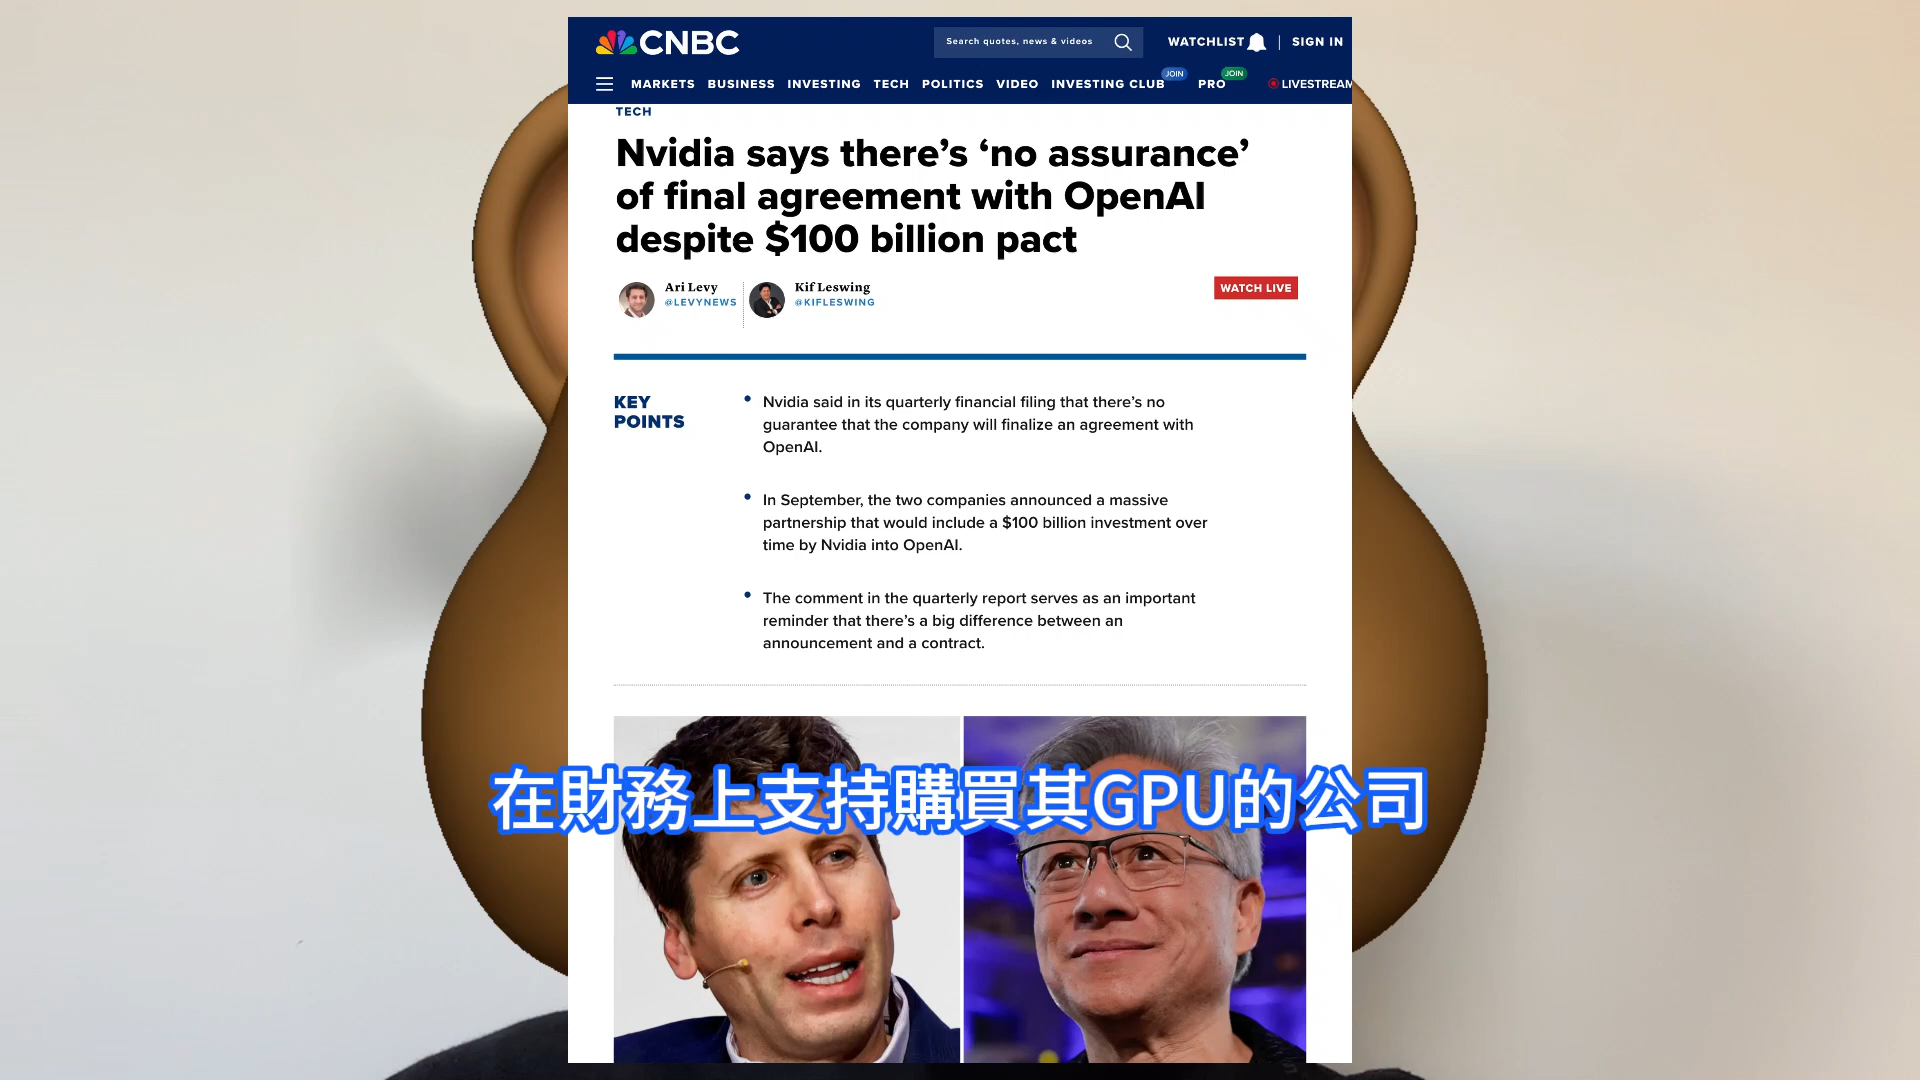 CNBC
Search quotes, news & videos
WATCHLIST
SIGN IN
MARKETS BUSINESS INVESTING TECH POLITICS VIDEO INVESTING CLUB JOIN PRO JOIN LIVESTREAM
TECH
Nvidia says there’s ‘no assurance’
of final agreement with OpenAI
despite $100 billion pact
Ari Levy
@LEVYNEWS
Kif Leswing
@KIFLESWING
WATCH LIVE
KEY
POINTS
Nvidia said in its quarterly financial filing that there’s no
guarantee that the company will finalize an agreement with
OpenAI.
In September, the two companies announced a massive
partnership that would include a $100 billion investment over
time by Nvidia into OpenAI.
The comment in the quarterly report serves as an important
reminder that there’s a big difference between an
announcement and a contract.
在財務上支持購買其GPU的公司